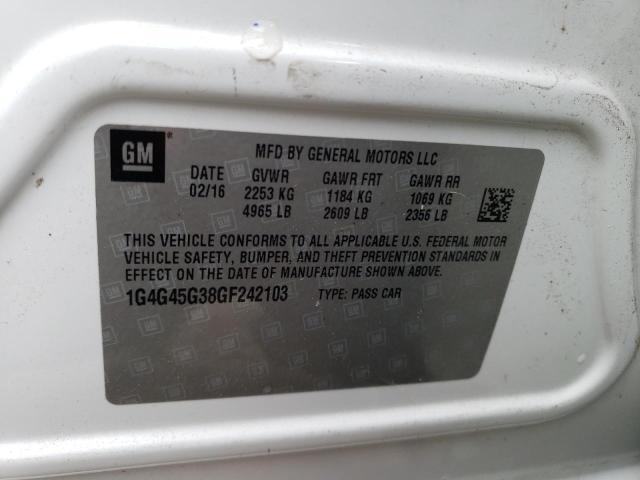 GM
MFD BY GENERAL MOTORS LLC
DATE GVWR GAWR FRT GAWR RR
02/16 2253 KG 1184 KG 1069 KG
4965 LB 2609 LB 2356 LB
THIS VEHICLE CONFORMS TO ALL APPLICABLE U.S. FEDERAL MOTOR
VEHICLE SAFETY, BUMPER, AND THEFT PREVENTION STANDARDS IN
EFFECT ON THE DATE OF MANUFACTURE SHOWN ABOVE.
1G4G45G38GF242103 TYPE: PASS CAR